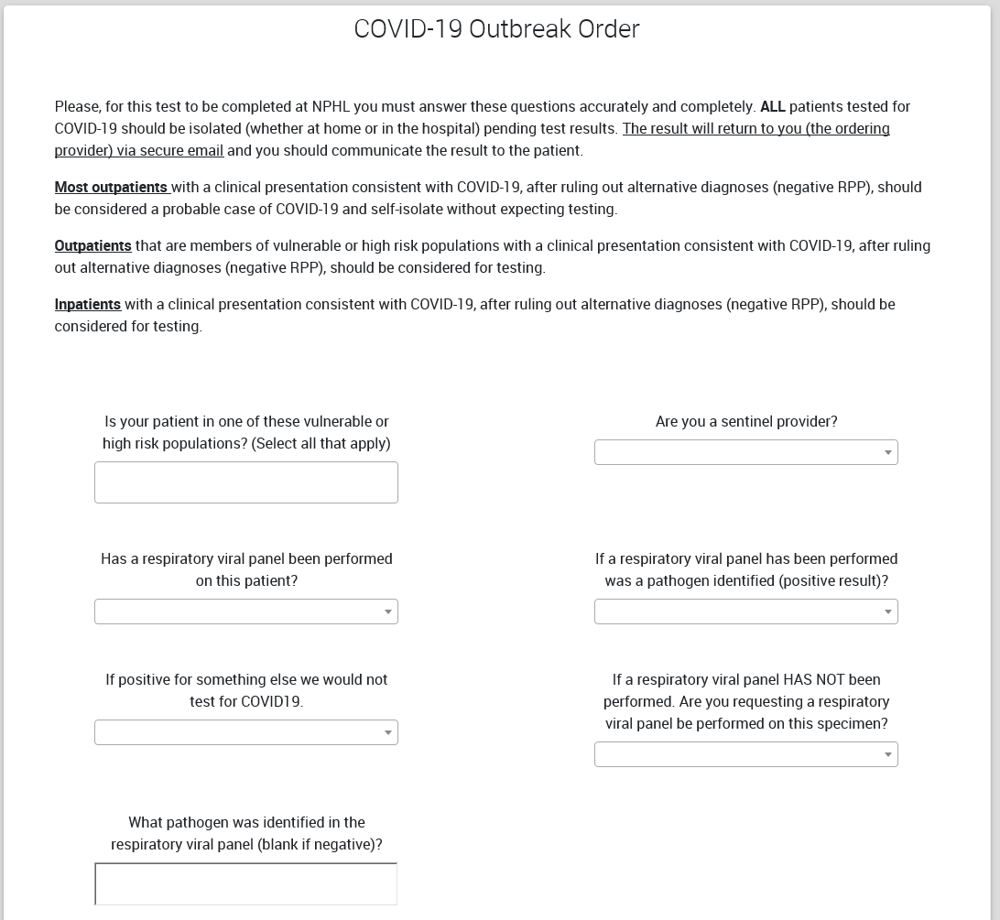 COVID-19 Outbreak Order
Please, for this test to be completed at NPHL you must answer these questions accurately and completely. ALL patients tested for
COVID-19 should be isolated (whether at home or in the hospital) pending test results. The result will return to you (the ordering
provider) via secure email and you should communicate the result to the patient.
Most outpatients with a clinical presentation consistent with COVID-19, after ruling out alternative diagnoses (negative RPP), should
be considered a probable case of COVID-19 and self-isolate without expecting testing.
Outpatients that are members of vulnerable or high risk populations with a clinical presentation consistent with COVID-19, after ruling
out alternative diagnoses (negative RPP), should be considered for testing.
Inpatients with a clinical presentation consistent with COVID-19, after ruling out alternative diagnoses (negative RPP), should be
considered for testing.
Is your patient in one of these vulnerable or
high risk populations? (Select all that apply)
Are you a sentinel provider?
Has a respiratory viral panel been performed
on this patient?
If a respiratory viral panel has been performed
was a pathogen identified (positive result)?
If positive for something else we would not
test for COVID19.
If a respiratory viral panel HAS NOT been
performed. Are you requesting a respiratory
viral panel be performed on this specimen?
What pathogen was identified in the
respiratory viral panel (blank if negative)?